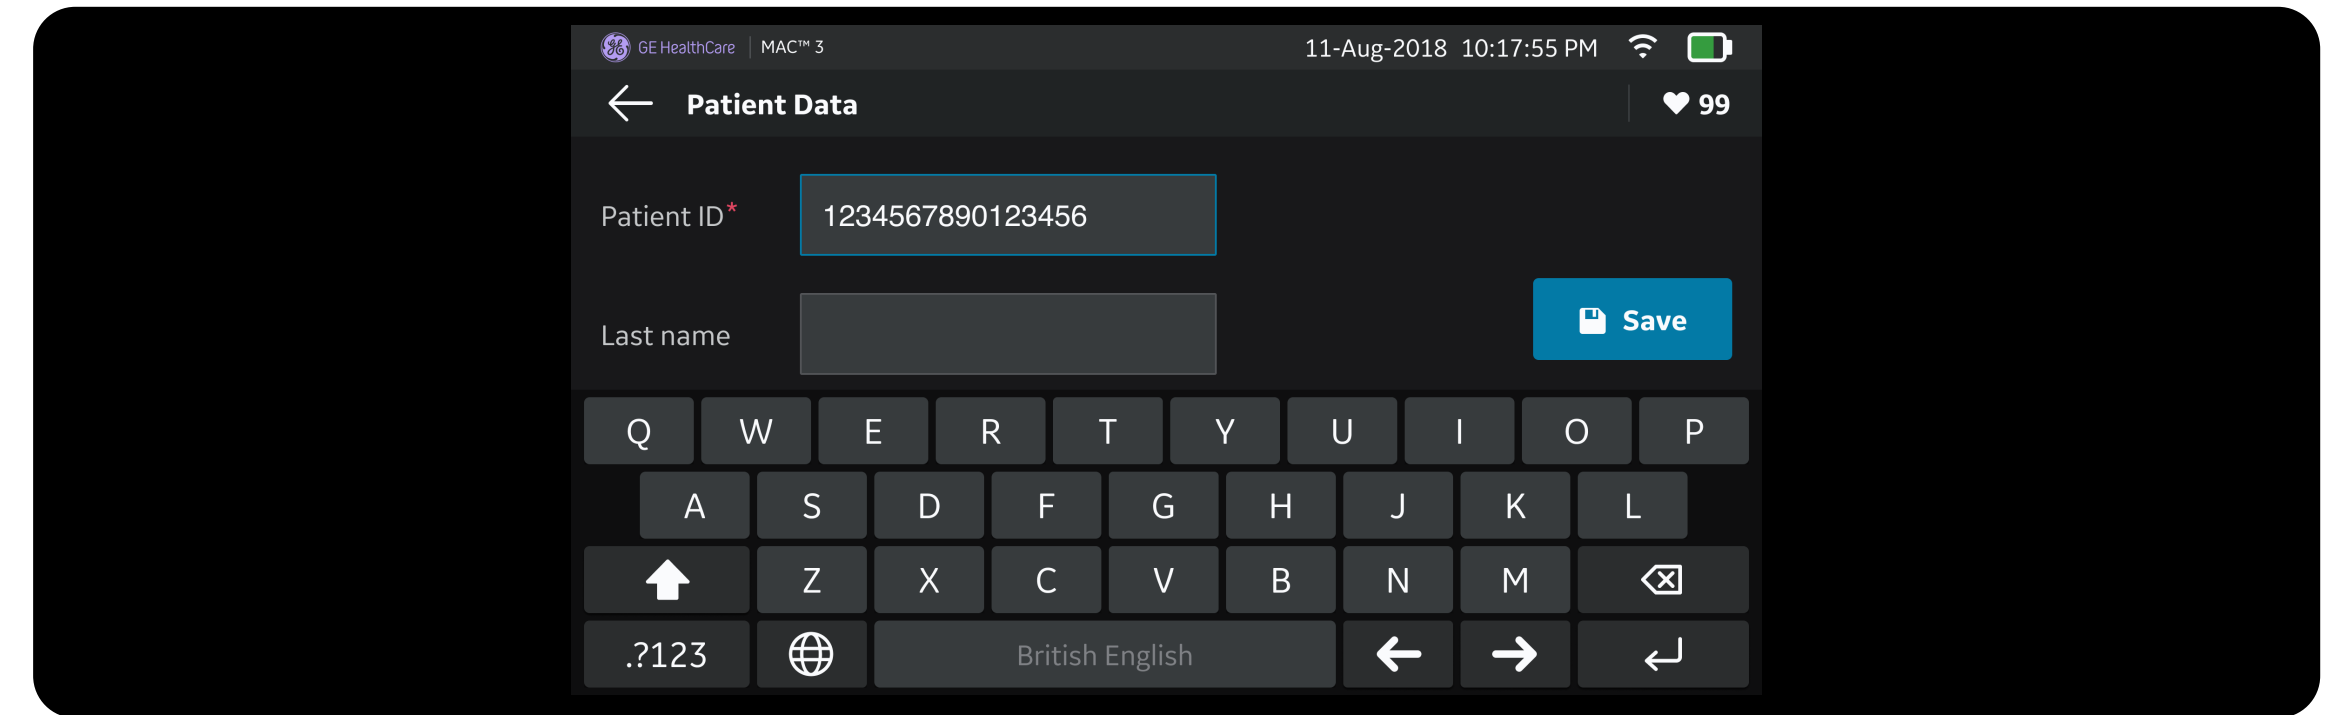 GE HealthCare MAC™ 3 11-Aug-2018 10:17:55 PM
Patient Data 99
Patient ID* 1234567890123456
Last name
Save
Q W E R T Y U I O P
A S D F G H J K L
Z X C V B N M
.?123 British English